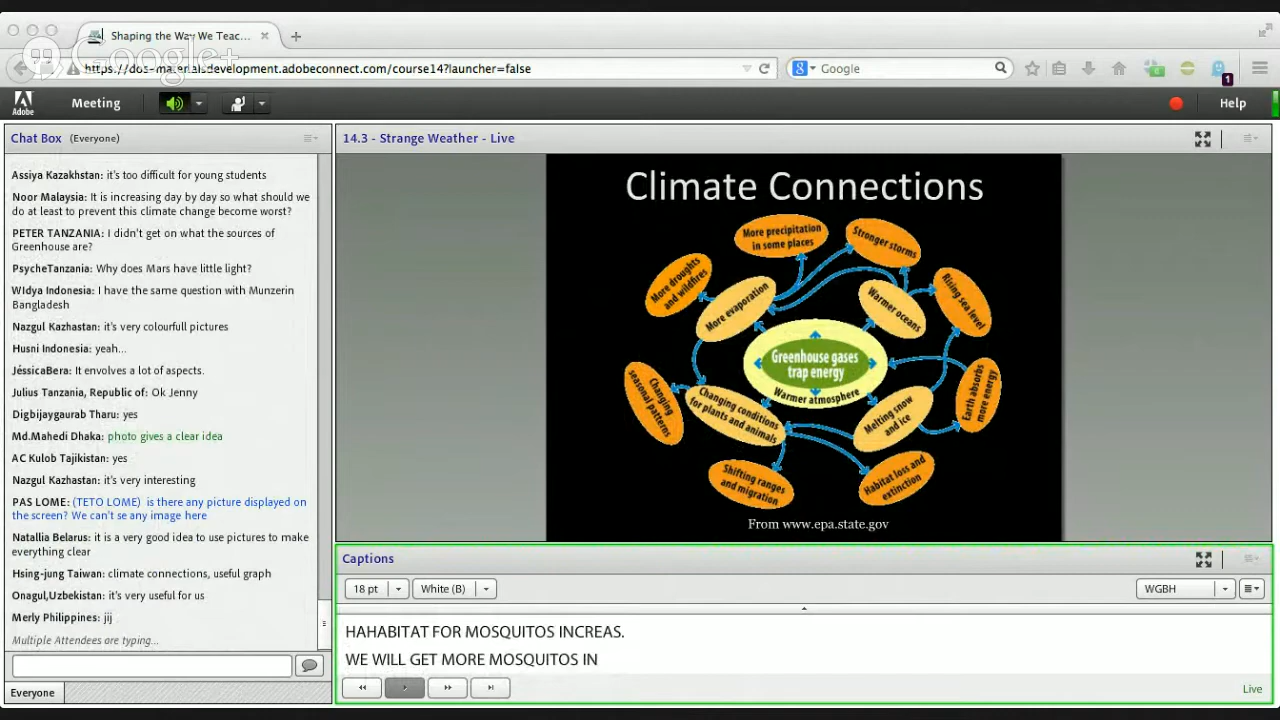 Shaping the Way We Teac...
Google+
https://dos-materialsdevelopment.adobeconnect.com/course14?launcher=false
Google
1
Adobe
Meeting
Help
Chat Box (Everyone)
Assiya Kazakhstan: it's too difficult for young students
Noor Malaysia: It is increasing day by day so what should we
do at least to prevent this climate change become worst?
PETER TANZANIA: I didn't get on what the sources of
Greenhouse are?
PsycheTanzania: Why does Mars have little light?
WIdya Indonesia: I have the same question with Munzerin
Bangladesh
Nazgul Kazhastan: it's very colourfull pictures
Husni Indonesia: yeah...
JéssicaBera: It envolves a lot of aspects.
Julius Tanzania, Republic of: Ok Jenny
Digbijaygaurab Tharu: yes
Md.Mahedi Dhaka: photo gives a clear idea
AC Kulob Tajikistan: yes
Nazgul Kazhastan: it's very interesting
PAS LOME: (TETO LOME) is there any picture displayed on
the screen? We can't se any image here
Natallia Belarus: it is a very good idea to use pictures to make
everything clear
Hsing-jung Taiwan: climate connections, useful graph
Onagul,Uzbekistan: it's very useful for us
Merly Philippines: jij
Multiple Attendees are typing...
Everyone
14.3 - Strange Weather - Live
Climate Connections
More precipitation
in some places
Stronger storms
More droughts
and wildfires
More evaporation
Warmer oceans
Rising sea level
Greenhouse gases
trap energy
Warmer atmosphere
Changing
seasonal patterns
Changing conditions
for plants and animals
Melting snow
and ice
Earth absorbs
more energy
Shifting ranges
and migration
Habitat loss and
extinction
From www.epa.state.gov
Captions
18 pt
White (B)
WGBH
HAHABITAT FOR MOSQUITOS INCREAS.
WE WILL GET MORE MOSQUITOS IN
Live